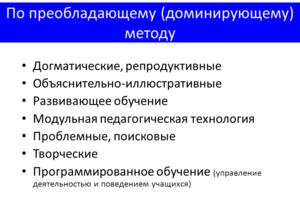 По преобладающему (доминирующему)
методу
• Догматические, репродуктивные
• Объяснительно-иллюстративные
• Развивающее обучение
• Модульная педагогическая технология
• Проблемные, поисковые
• Творческие
• Программированное обучение (управление
деятельностью и поведением учащихся)